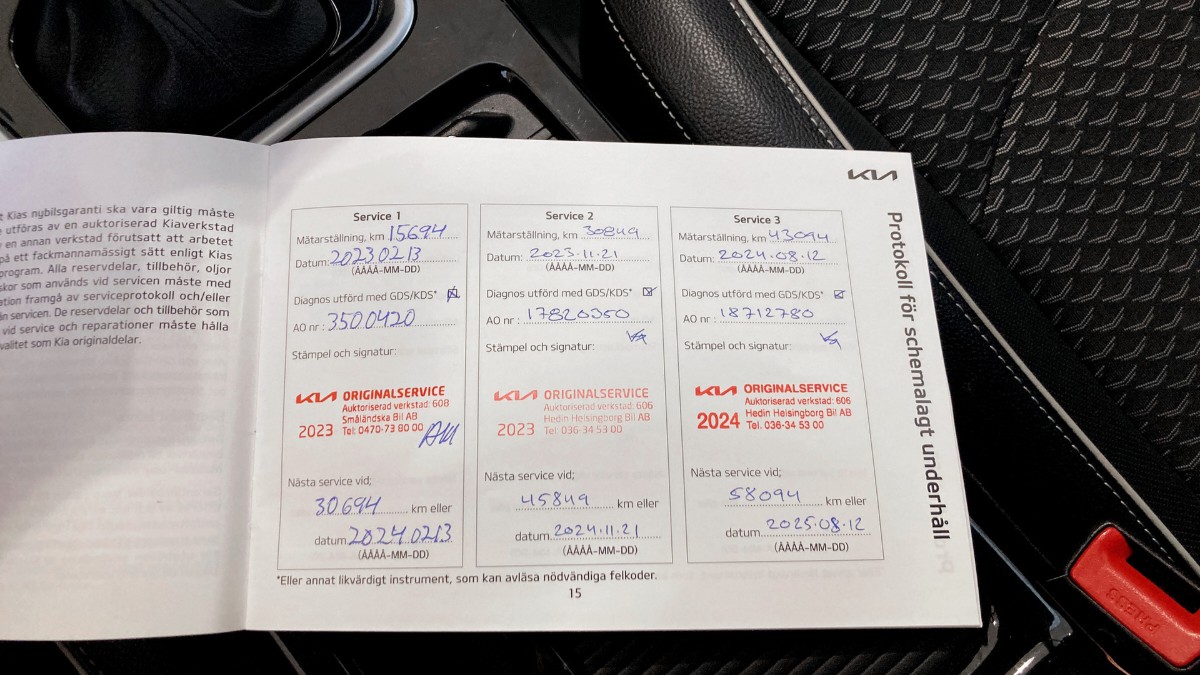 t Kias nybilsgaranti ska vara giltig måste
utföras av en auktoriserad Kiaverkstad
en annan verkstad förutsatt att arbetet
på ett fackmannamässigt sätt enligt Kias
program. Alla reservdelar, tillbehör, oljor
skor som används vid servicen måste med
ation framgå av serviceprotokoll och/eller
ån servicen. De reservdelar och tillbehör som
vid service och reparationer måste hålla
valitet som Kia originaldelar.
KIA
Protokoll för schemalagt underhåll
Service 1
Mätarställning, km 15694
Datum: 20230213
(ÅÅÅÅ-MM-DD)
Diagnos utförd med GDS/KDS*
AO nr : 3500420
Stämpel och signatur:
KIA ORIGINALSERVICE
Auktoriserad verkstad: 608
Småländska Bil AB
2023 Tel: 0470-73 80 00
Nästa service vid;
30694 km eller
datum 20240213
(ÅÅÅÅ-MM-DD)
Service 2
Mätarställning, km 30849
Datum: 2023.11.21
(ÅÅÅÅ-MM-DD)
Diagnos utförd med GDS/KDS*
AO nr : 17820350
Stämpel och signatur:
KIA ORIGINALSERVICE
Auktoriserad verkstad: 606
Hedin Helsingborg Bil AB
2023 Tel: 036-34 53 00
Nästa service vid;
45849 km eller
datum 2024.11.21
(ÅÅÅÅ-MM-DD)
Service 3
Mätarställning, km 43094
Datum: 2024.08.12
(ÅÅÅÅ-MM-DD)
Diagnos utförd med GDS/KDS*
AO nr : 18712780
Stämpel och signatur:
KIA ORIGINALSERVICE
Auktoriserad verkstad: 606
Hedin Helsingborg Bil AB
2024 Tel. 036-34 53 00
Nästa service vid;
58094 km eller
datum 2025.08.12
(ÅÅÅÅ-MM-DD)
*Eller annat likvärdigt instrument, som kan avläsa nödvändiga felkoder.
15
PRESS